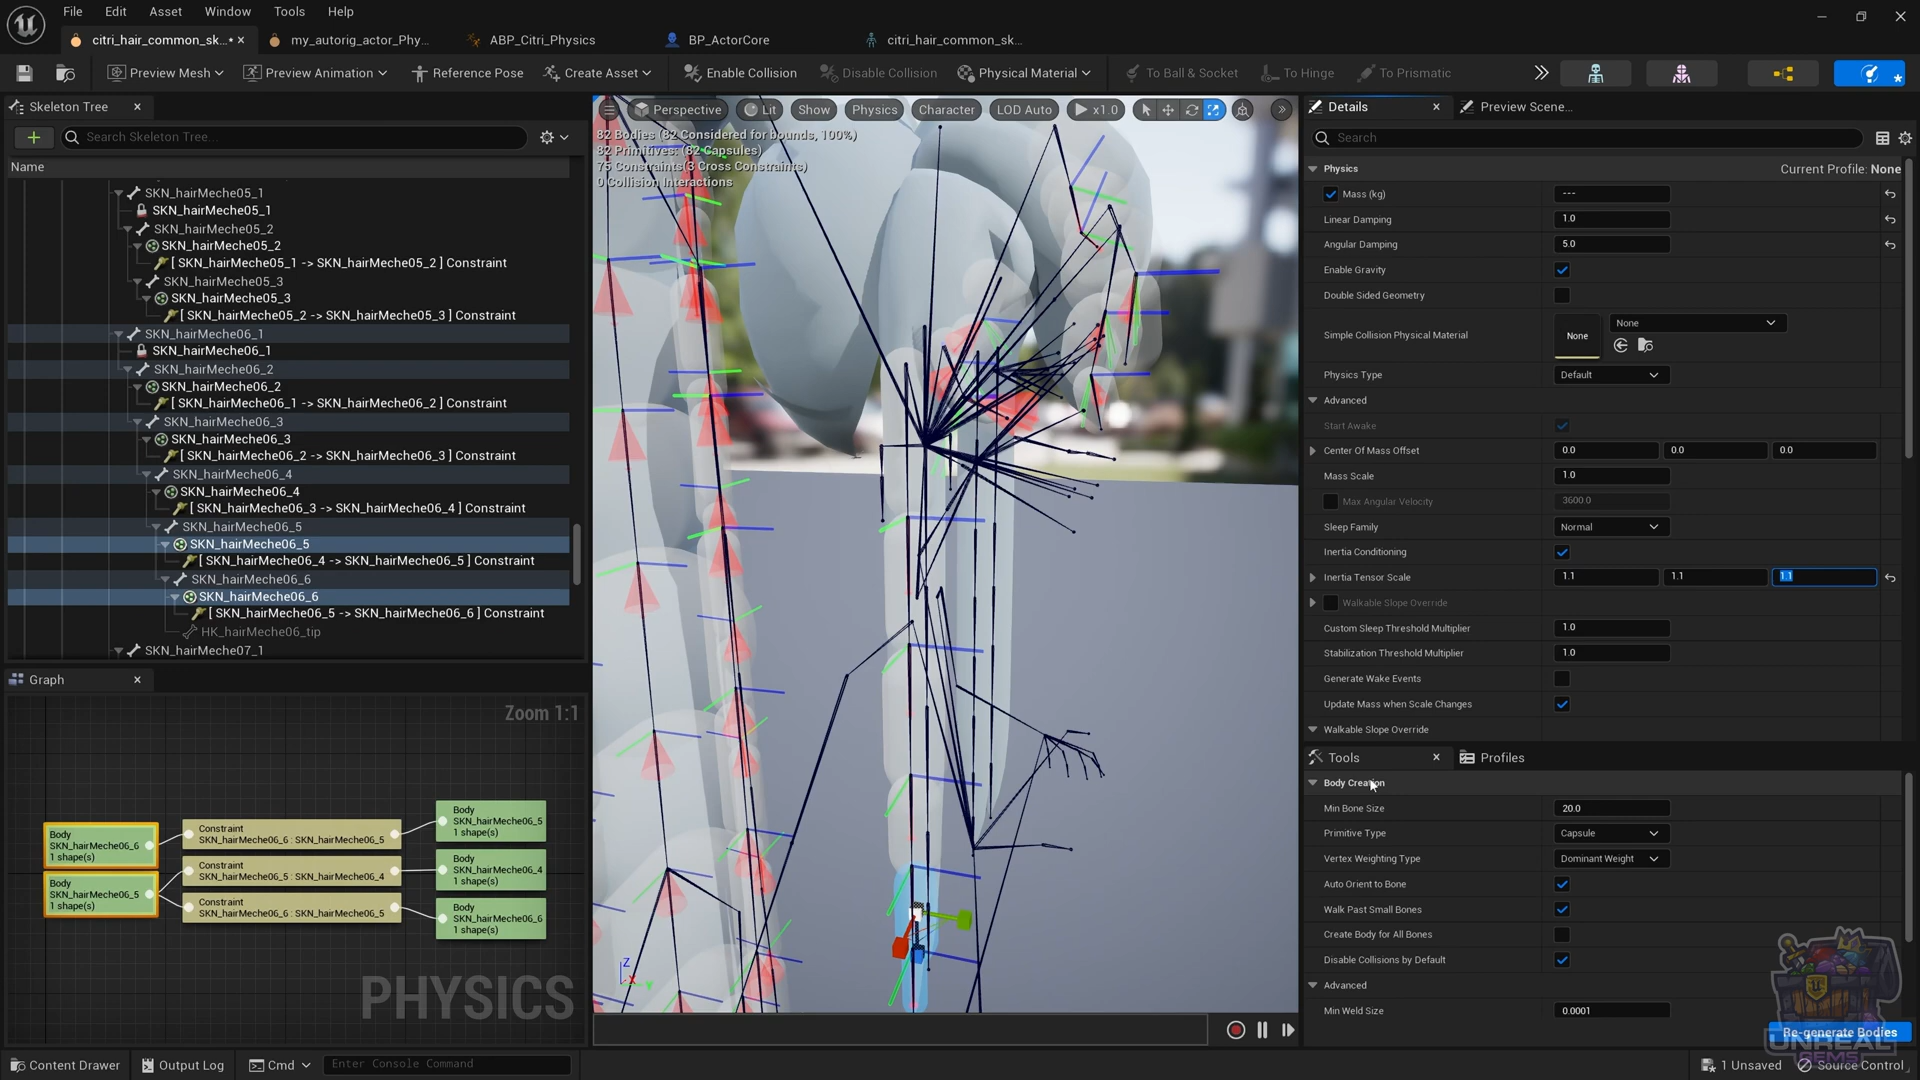 File Edit Asset Window Tools Help
citri_hair_common_sk...• my_autorig_actor_Phy... ABP_Citri_Physics BP_ActorCore citri_hair_common_sk...
Preview Mesh Preview Animation Reference Pose Create Asset Enable Collision Disable Collision Physical Material To Ball & Socket To Hinge To Prismatic
Skeleton Tree
Search Skeleton Tree...
Name
SKN_hairMeche05_1
SKN_hairMeche05_1
SKN_hairMeche05_2
SKN_hairMeche05_2
[ SKN_hairMeche05_1 -> SKN_hairMeche05_2 ] Constraint
SKN_hairMeche05_3
SKN_hairMeche05_3
[ SKN_hairMeche05_2 -> SKN_hairMeche05_3 ] Constraint
SKN_hairMeche06_1
SKN_hairMeche06_1
SKN_hairMeche06_2
SKN_hairMeche06_2
[ SKN_hairMeche06_1 -> SKN_hairMeche06_2 ] Constraint
SKN_hairMeche06_3
SKN_hairMeche06_3
[ SKN_hairMeche06_2 -> SKN_hairMeche06_3 ] Constraint
SKN_hairMeche06_4
SKN_hairMeche06_4
[ SKN_hairMeche06_3 -> SKN_hairMeche06_4 ] Constraint
SKN_hairMeche06_5
SKN_hairMeche06_5
[ SKN_hairMeche06_4 -> SKN_hairMeche06_5 ] Constraint
SKN_hairMeche06_6
SKN_hairMeche06_6
[ SKN_hairMeche06_5 -> SKN_hairMeche06_6 ] Constraint
HK_hairMeche06_tip
SKN_hairMeche07_1
Graph
Zoom 1:1
Body
SKN_hairMeche06_6
1 shape(s)
Body
SKN_hairMeche06_5
1 shape(s)
Constraint
SKN_hairMeche06_6 : SKN_hairMeche06_5
Constraint
SKN_hairMeche06_5 : SKN_hairMeche06_4
Constraint
SKN_hairMeche06_6 : SKN_hairMeche06_5
Body
SKN_hairMeche06_5
1 shape(s)
Body
SKN_hairMeche06_4
1 shape(s)
Body
SKN_hairMeche06_6
1 shape(s)
PHYSICS
Perspective Lit Show Physics Character LOD Auto x1.0
82 Bodies (82 Considered for bounds, 100%)
82 Primitives: (82 Capsules)
75 Constraints(3 Cross Constraints)
0 Collision Interactions
Z
X
Y
Details Preview Scene...
Search
Physics Current Profile: None
Mass (kg) ---
Linear Damping 1.0
Angular Damping 5.0
Enable Gravity
Double Sided Geometry
Simple Collision Physical Material None None
Physics Type Default
Advanced
Start Awake
Center Of Mass Offset 0.0 0.0 0.0
Mass Scale 1.0
Max Angular Velocity 3600.0
Sleep Family Normal
Inertia Conditioning
Inertia Tensor Scale 1.1 1.1 1.1
Walkable Slope Override
Custom Sleep Threshold Multiplier 1.0
Stabilization Threshold Multiplier 1.0
Generate Wake Events
Update Mass when Scale Changes
Walkable Slope Override
Tools Profiles
Body Creation
Min Bone Size 20.0
Primitive Type Capsule
Vertex Weighting Type Dominant Weight
Auto Orient to Bone
Walk Past Small Bones
Create Body for All Bones
Disable Collisions by Default
Advanced
Min Weld Size 0.0001
Re-generate Bodies
UNREAL
GEMS
Content Drawer Output Log Cmd Enter Console Command 1 Unsaved Source Control